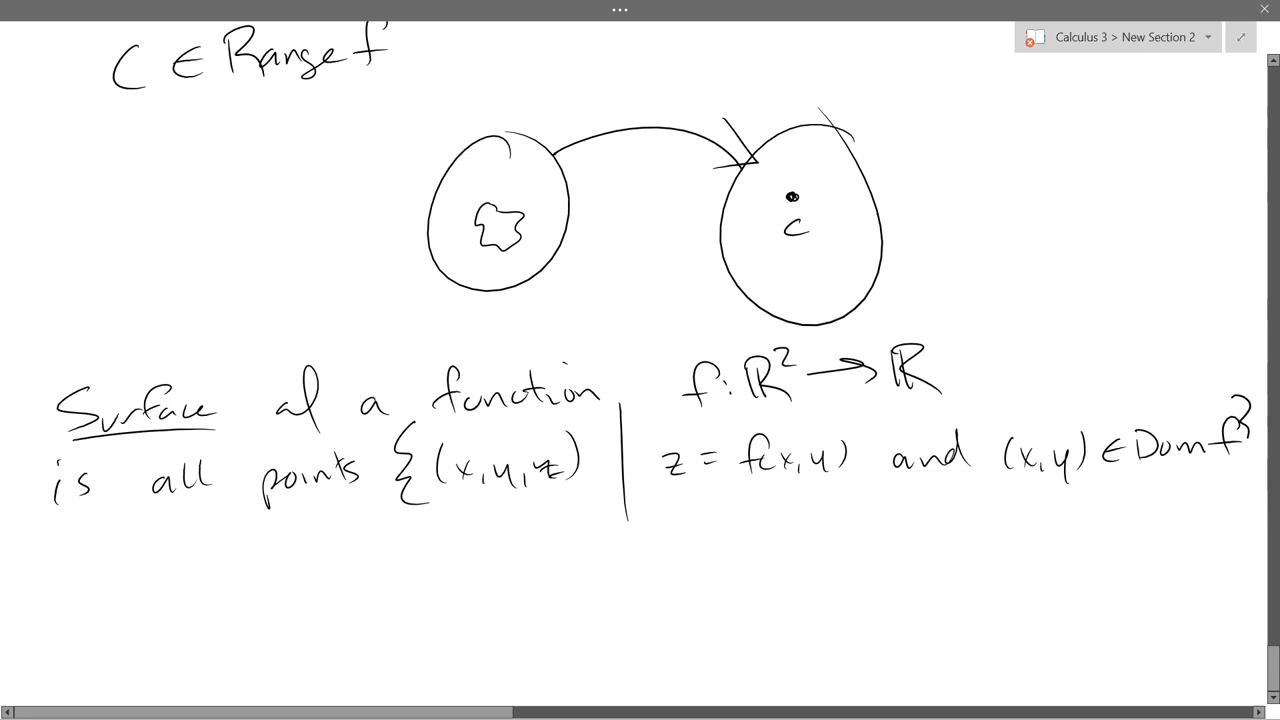 Calculus 3 > New Section 2
C ∈ Range f
C
Surface of a function f: ℝ² → ℝ
is all points {(x,y,z) | z = f(x,y) and (x,y) ∈ Dom f}